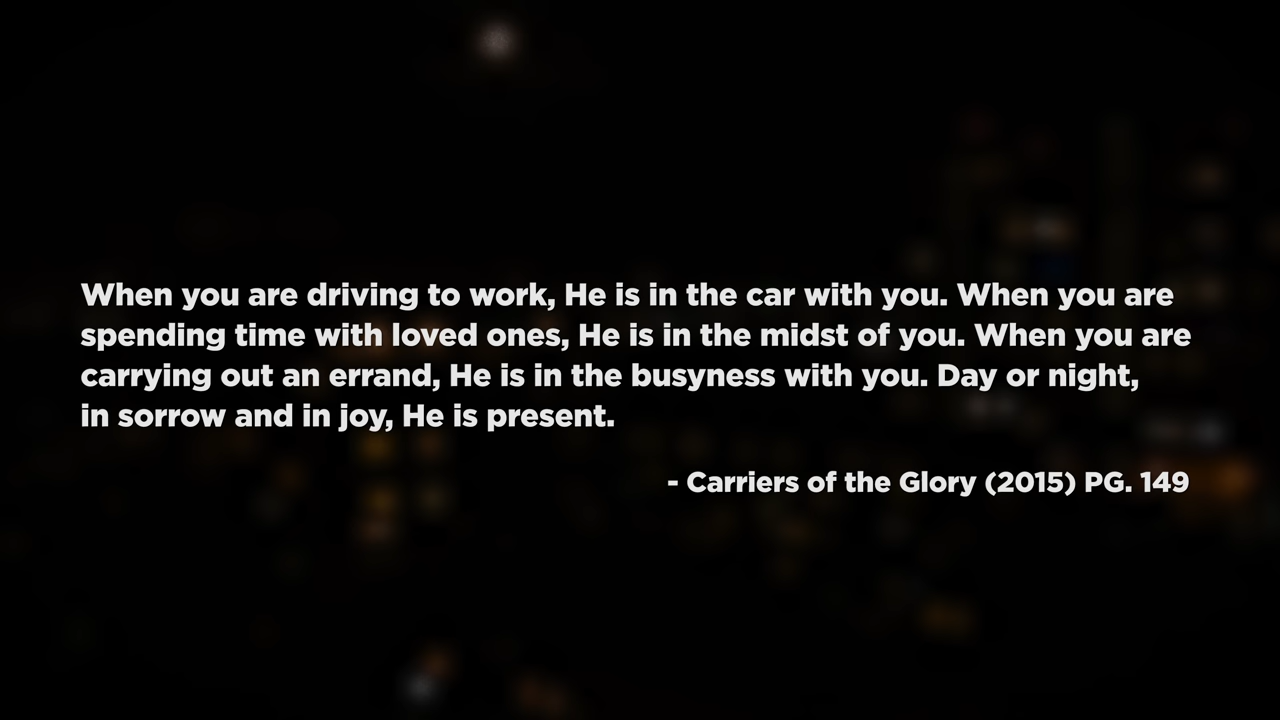 When you are driving to work, He is in the car with you. When you are
spending time with loved ones, He is in the midst of you. When you are
carrying out an errand, He is in the busyness with you. Day or night,
in sorrow and in joy, He is present.
- Carriers of the Glory (2015) PG. 149